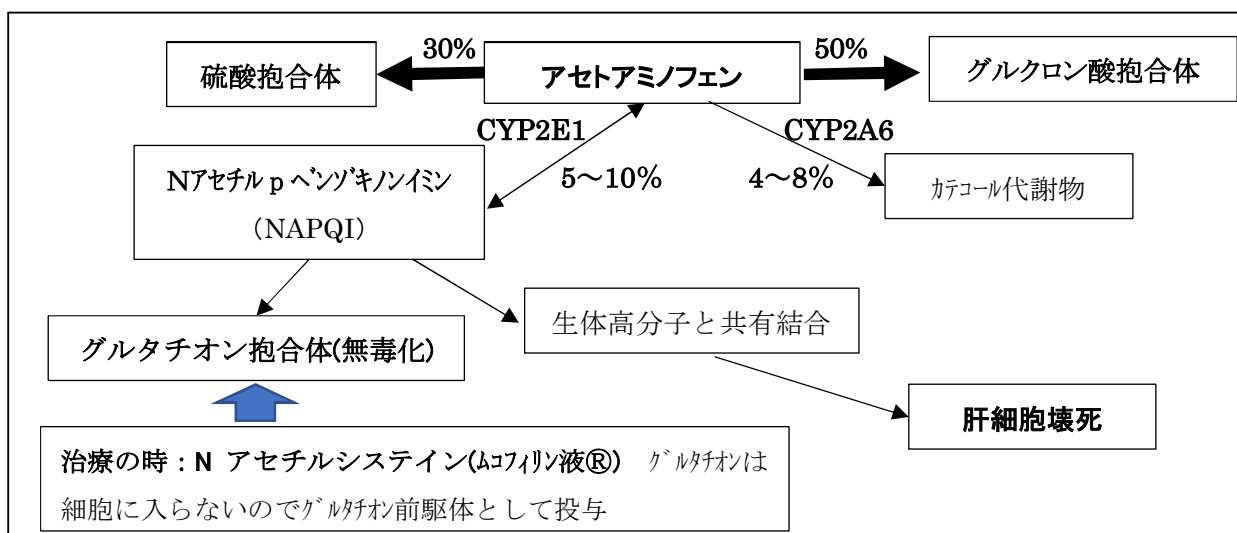 30%
50%
硫酸抱合体
アセトアミノフェン
グルクロン酸抱合体
CYP2E1
CYP2A6
Nアセチルpベンゾキノンイミン
(NAPQI)
5~10%
4~8%
カテコール代謝物
生体高分子と共有結合
グルタチオン抱合体(無毒化)
肝細胞壊死
治療の時:N アセチルシステイン(ムコフィリン液®) グルタチオンは
細胞に入らないのでグルタチオン前駆体として投与